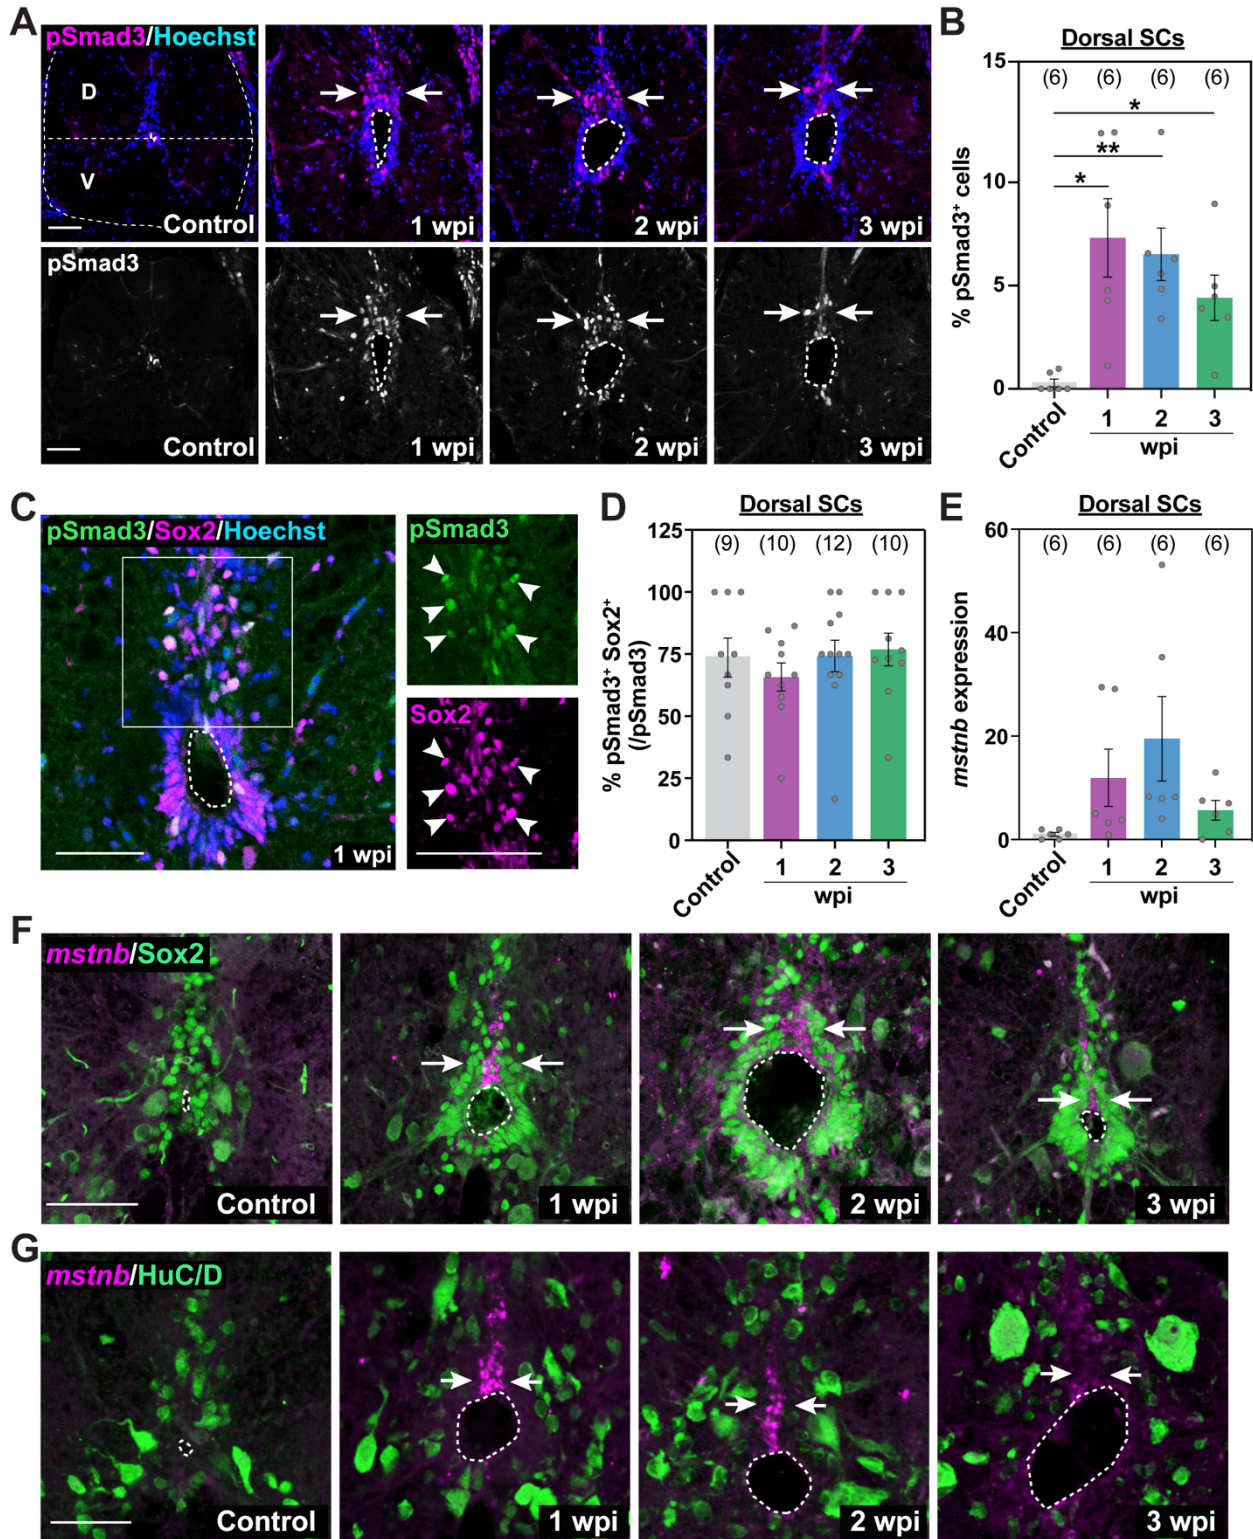 A
pSmad3/Hoechst
D
V
Control
1 wpi
2 wpi
3 wpi
pSmad3
Control
1 wpi
2 wpi
3 wpi
B
Dorsal SCs
% pSmad3+ cells
15
10
5
0
(6) (6) (6) (6)
*
**
*
Control
1 2 3
wpi
C
pSmad3/Sox2/Hoechst
1 wpi
pSmad3
Sox2
D
Dorsal SCs
% pSmad3+ Sox2+
(/pSmad3)
125
100
75
50
25
0
(9) (10) (12) (10)
Control
1 2 3
wpi
E
Dorsal SCs
mstnb expression
60
40
20
0
(6) (6) (6) (6)
Control
1 2 3
wpi
F
mstnb/Sox2
Control
1 wpi
2 wpi
3 wpi
G
mstnb/HuC/D
Control
1 wpi
2 wpi
3 wpi